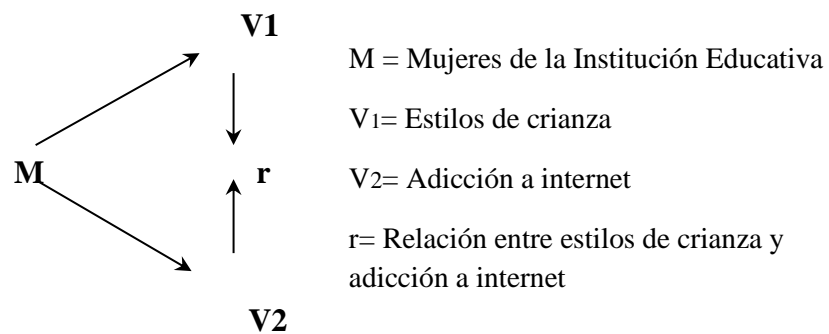 V1
M = Mujeres de la Institución Educativa
V1= Estilos de crianza
M
r
V2= Adicción a internet
r= Relación entre estilos de crianza y
adicción a internet
V2